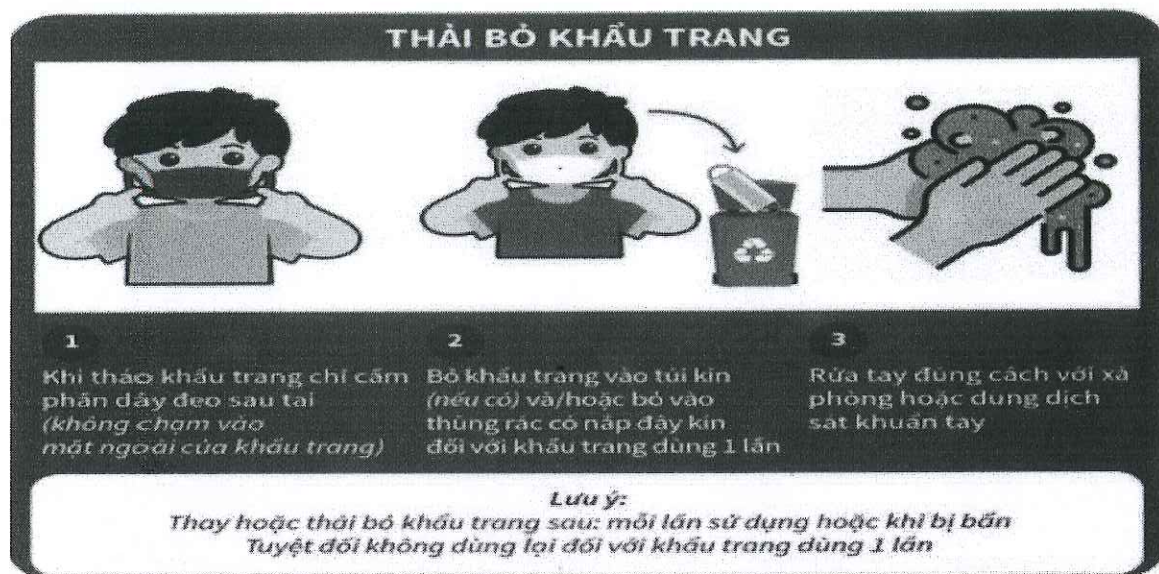 THẢI BỎ KHẨU TRANG
1
Khi tháo khẩu trang chỉ cầm
phần dây đeo sau tai
(không chạm vào
mặt ngoài của khẩu trang)
2
Bỏ khẩu trang vào túi kín
(nếu có) và/hoặc bỏ vào
thùng rác có nắp đậy kín
đối với khẩu trang dùng 1 lần
3
Rửa tay đúng cách với xà
phòng hoặc dung dịch
sát khuẩn tay
Lưu ý:
Thay hoặc thải bỏ khẩu trang sau: mỗi lần sử dụng hoặc khi bị bẩn
Tuyệt đối không dùng lại đối với khẩu trang dùng 1 lần